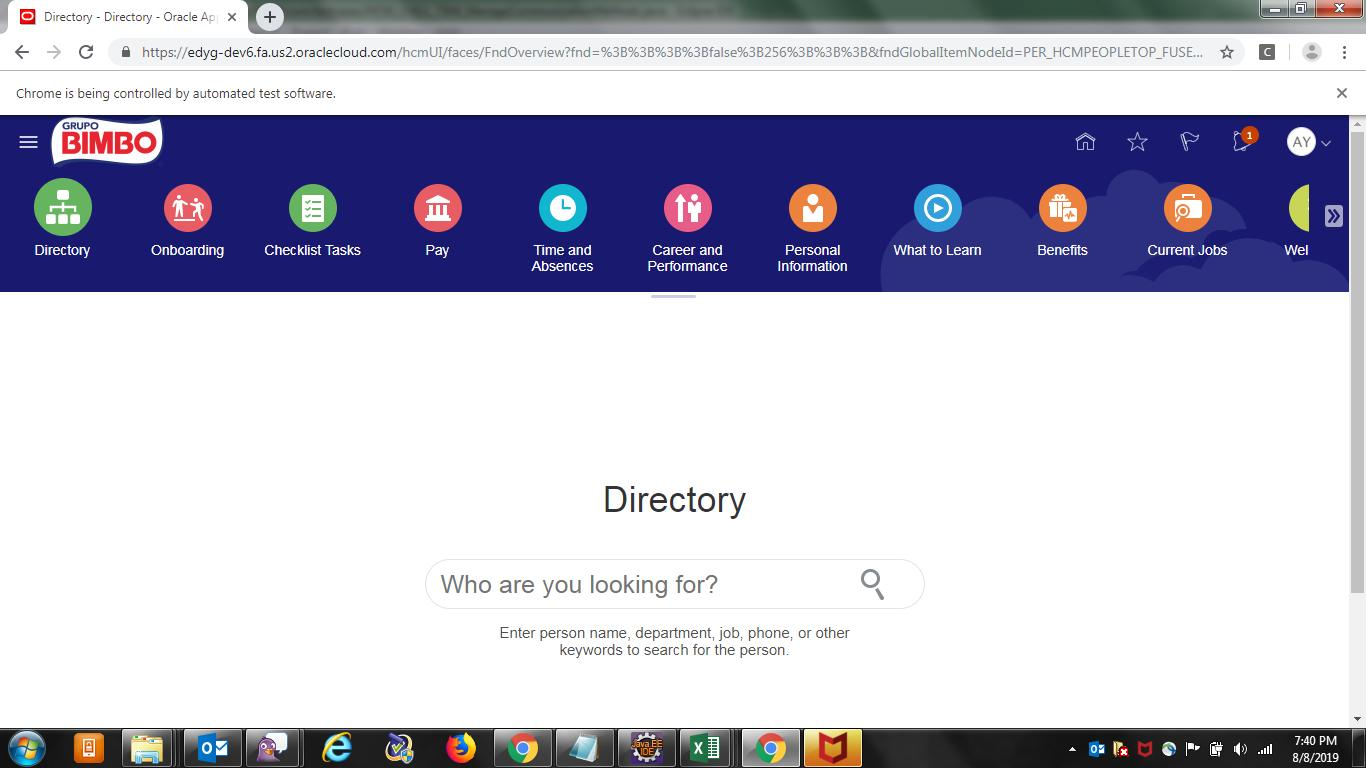 Directory - Directory - Oracle Ap
https://edyg-dev6.fa.us2.oraclecloud.com/hcmUI/faces/FndOverview?fnd=%3B%3B%3B%3Bfalse%3B256%3B%3B%3B&fndGlobalItemNodeId=PER_HCMPEOPLETOP_FUSE...
C
Chrome is being controlled by automated test software.
GRUPO
BIMBO
1
AY
Directory
Onboarding
Checklist Tasks
Pay
Time and
Absences
Career and
Performance
Personal
Information
What to Learn
Benefits
Current Jobs
Wel
Directory
Who are you looking for?
Enter person name, department, job, phone, or other
keywords to search for the person.
Java EE
IDE
7:40 PM
8/8/2019